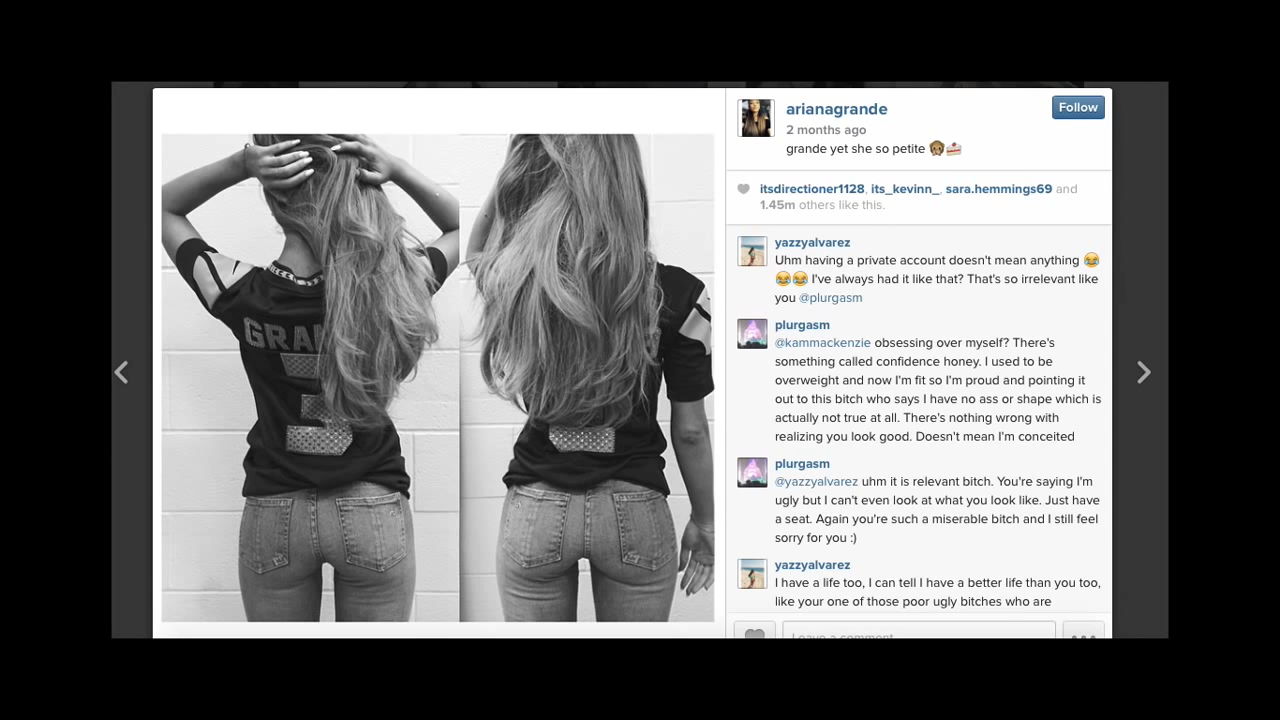 GRAN
3
arianagrande
Follow
2 months ago
grande yet she so petite 🙊🍰
itsdirectioner1128, its_kevinn_, sara.hemmings69 and
1.45m others like this.
yazzyalvarez
Uhm having a private account doesn't mean anything 😂
😂😂 I've always had it like that? That's so irrelevant like
you @plurgasm
plurgasm
@kammackenzie obsessing over myself? There's
something called confidence honey. I used to be
overweight and now I'm fit so I'm proud and pointing it
out to this bitch who says I have no ass or shape which is
actually not true at all. There's nothing wrong with
realizing you look good. Doesn't mean I'm conceited
plurgasm
@yazzyalvarez uhm it is relevant bitch. You're saying I'm
ugly but I can't even look at what you look like. Just have
a seat. Again you're such a miserable bitch and I still feel
sorry for you :)
yazzyalvarez
I have a life too, I can tell I have a better life than you too,
like your one of those poor ugly bitches who are
Leave a comment